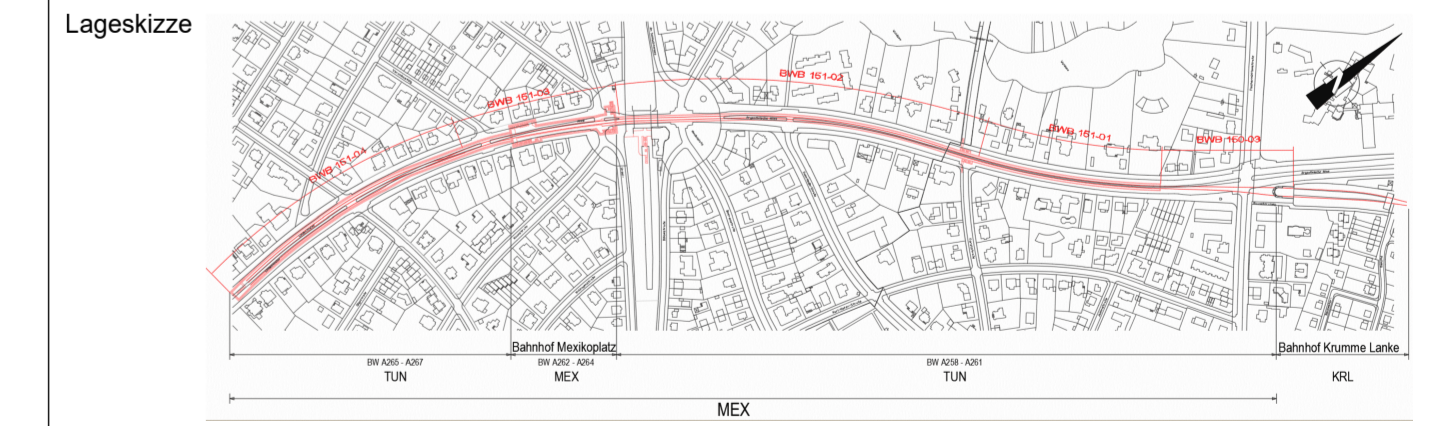 Lageskizze
BWB 151-02
BWB 151-03
BWB 151-01
BWB 150-03
BWB 151-04
Bahnhof Mexikoplatz
Bahnhof Krumme Lanke
BW A265 - A267
BW A262 - A264
BW A258 - A261
TUN
MEX
TUN
KRL
MEX